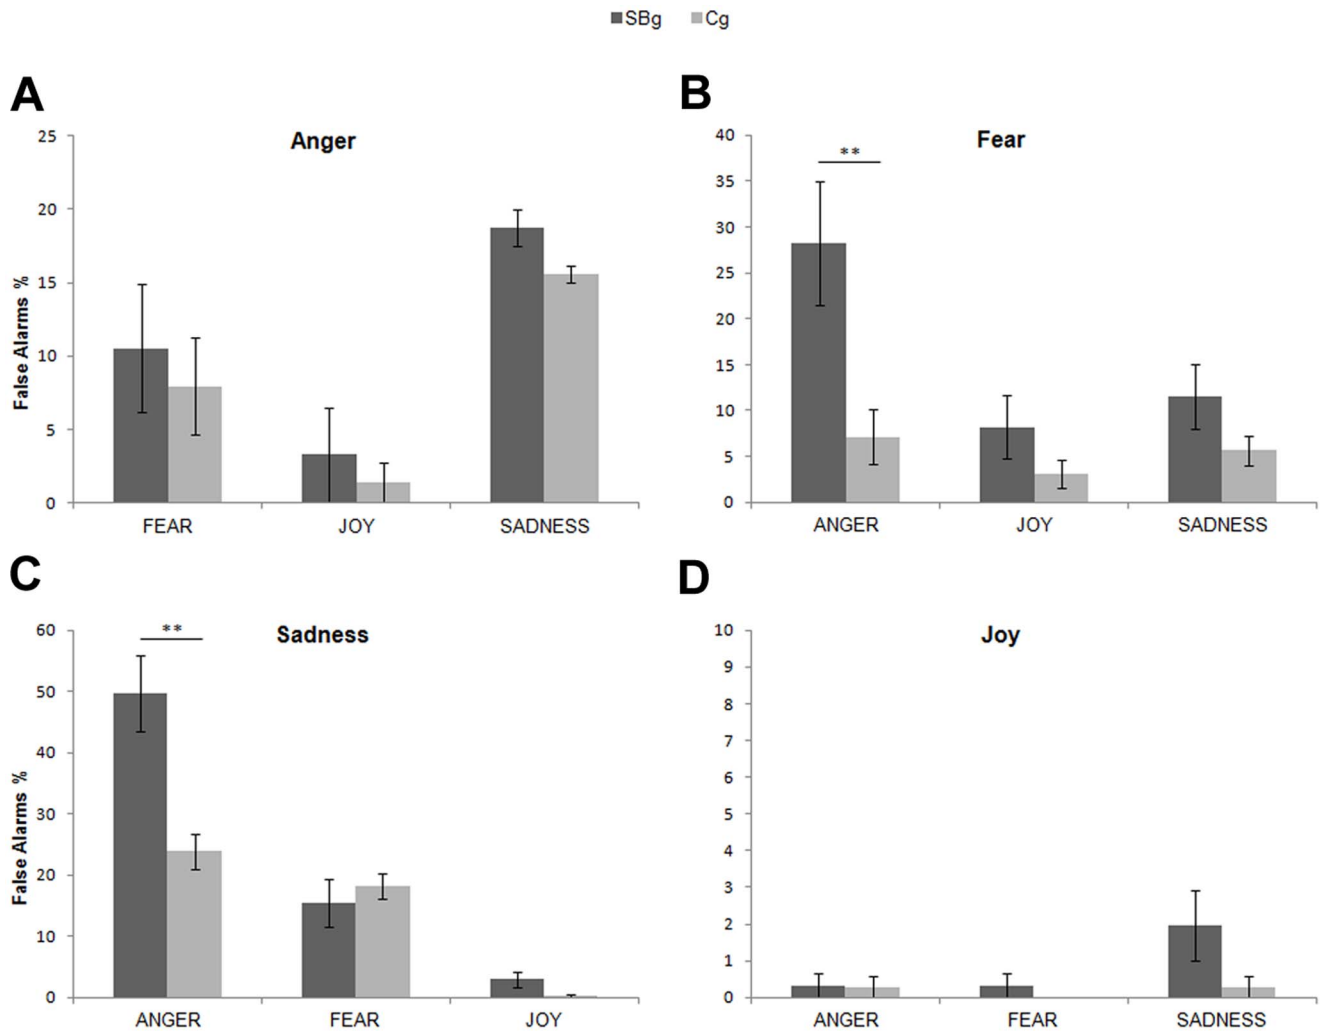 SBg Cg
A
Anger
False Alarms %
25
20
15
10
5
0
FEAR JOY SADNESS
B
Fear
**
40
35
30
25
20
15
10
5
0
ANGER JOY SADNESS
C
Sadness
**
False Alarms %
60
50
40
30
20
10
0
ANGER FEAR JOY
D
Joy
10
9
8
7
6
5
4
3
2
1
0
ANGER FEAR SADNESS